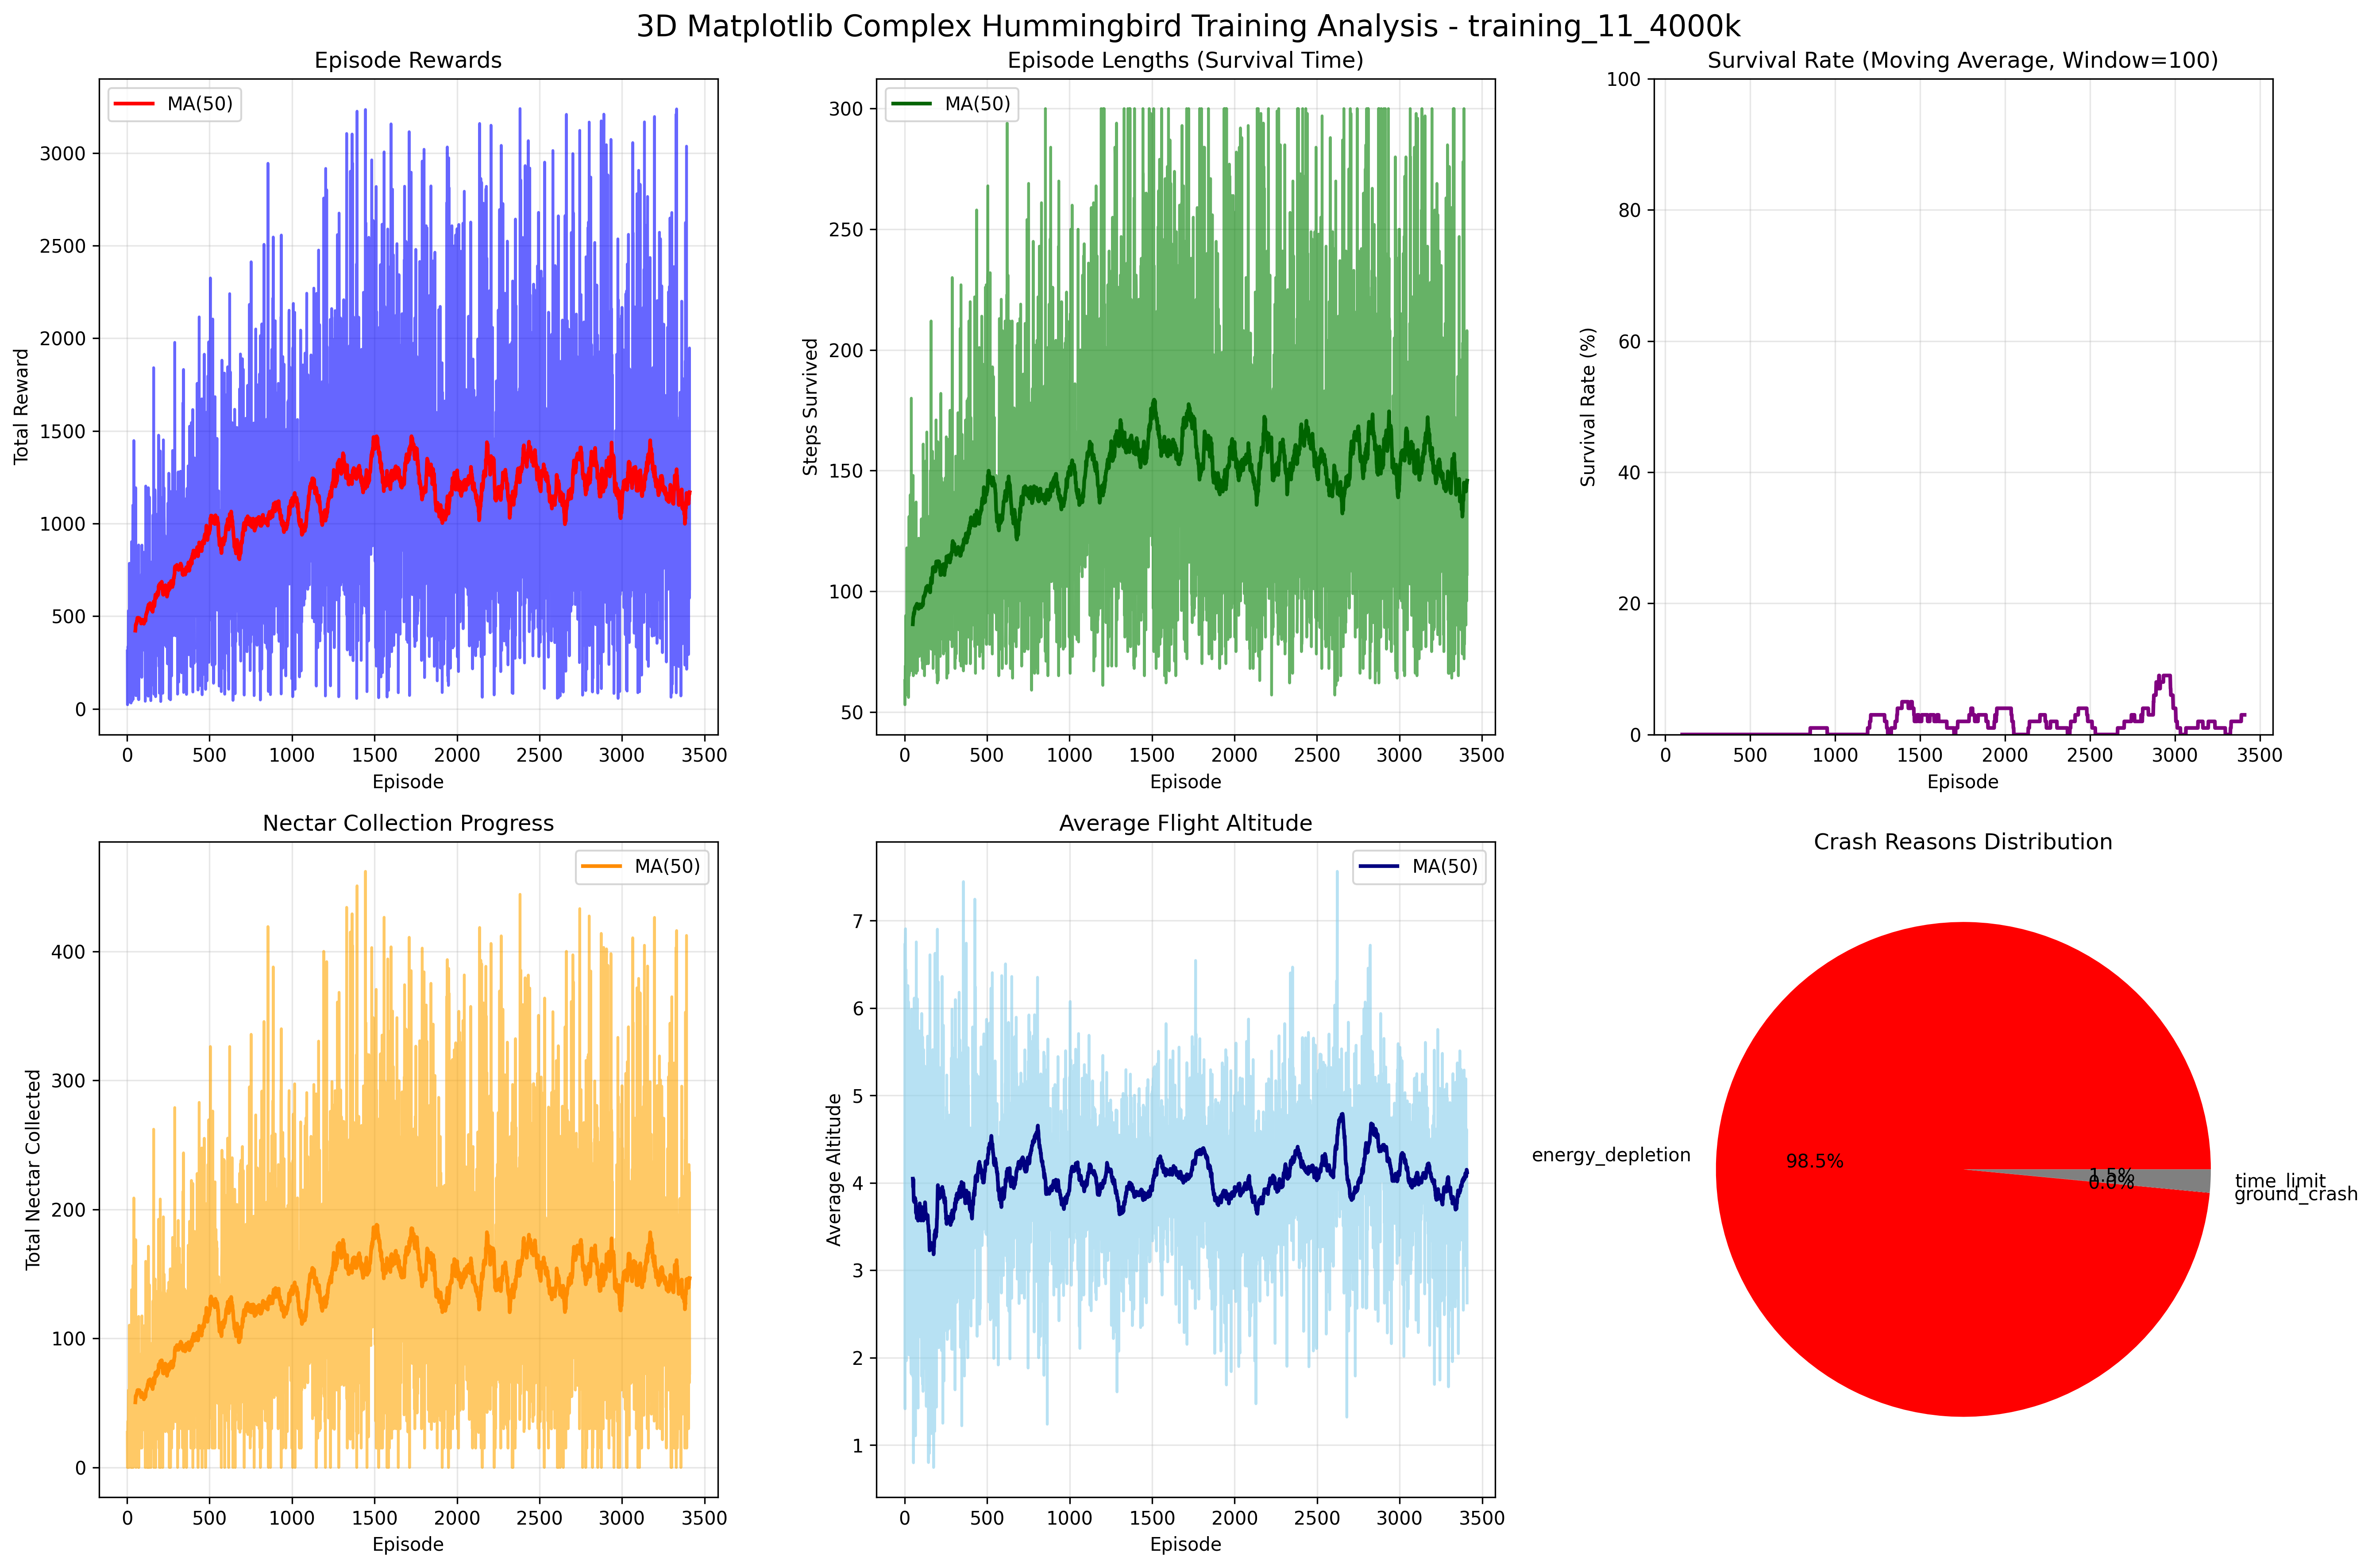 3D Matplotlib Complex Hummingbird Training Analysis - training_11_4000k
Episode Rewards
MA(50)
Total Reward
3000
2500
2000
1500
1000
500
0
0 500 1000 1500 2000 2500 3000 3500
Episode
Episode Lengths (Survival Time)
MA(50)
Steps Survived
300
250
200
150
100
50
0 500 1000 1500 2000 2500 3000 3500
Episode
Survival Rate (Moving Average, Window=100)
Survival Rate (%)
100
80
60
40
20
0
0 500 1000 1500 2000 2500 3000 3500
Episode
Nectar Collection Progress
MA(50)
Total Nectar Collected
400
300
200
100
0
0 500 1000 1500 2000 2500 3000 3500
Episode
Average Flight Altitude
MA(50)
Average Altitude
7
6
5
4
3
2
1
0 500 1000 1500 2000 2500 3000 3500
Episode
Crash Reasons Distribution
energy_depletion
98.5%
1.5%
0.0%
time_limit
ground_crash